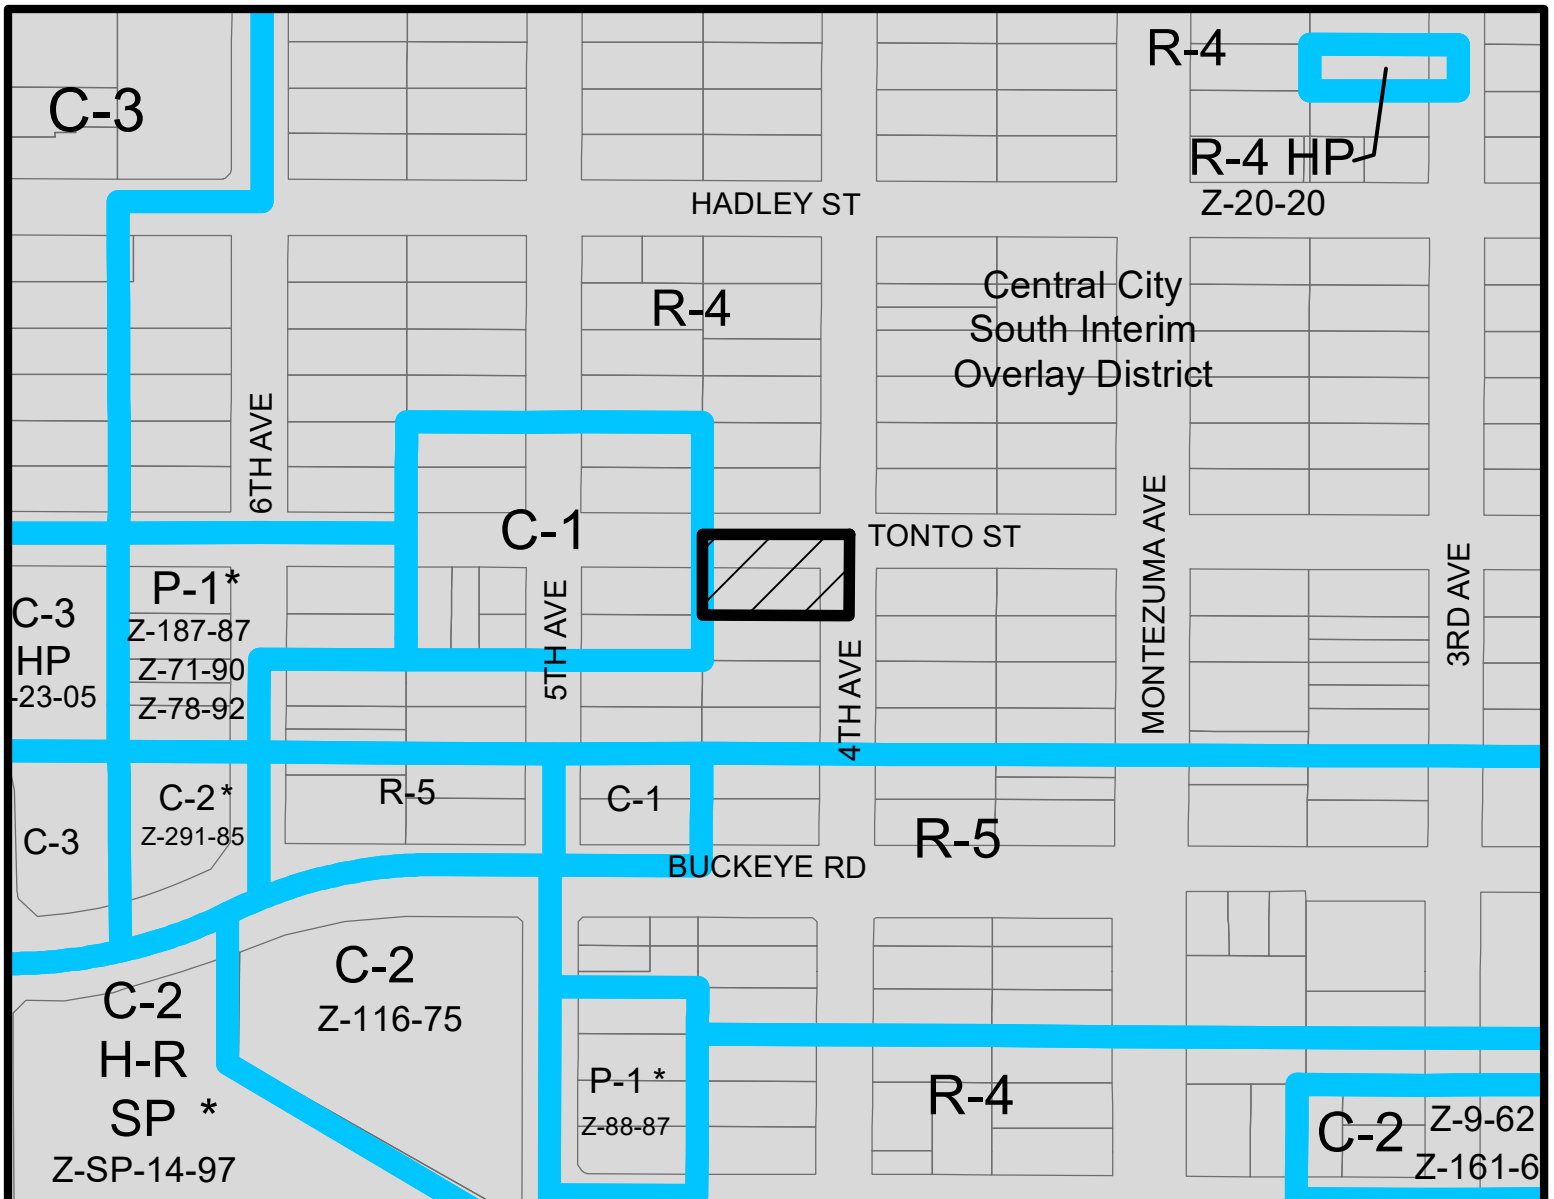 R-4
C-3
R-4 HP
Z-20-20
HADLEY ST
Central City
South Interim
Overlay District
R-4
6TH AVE
C-1
TONTO ST
MONTEZUMA AVE
3RD AVE
P-1*
Z-187-87
Z-71-90
Z-78-92
C-3
HP
-23-05
5TH AVE
4TH AVE
C-2*
Z-291-85
R-5
C-1
C-3
R-5
BUCKEYE RD
C-2
Z-116-75
C-2
H-R
SP *
Z-SP-14-97
P-1 *
Z-88-87
R-4
C-2
Z-9-62
Z-161-6